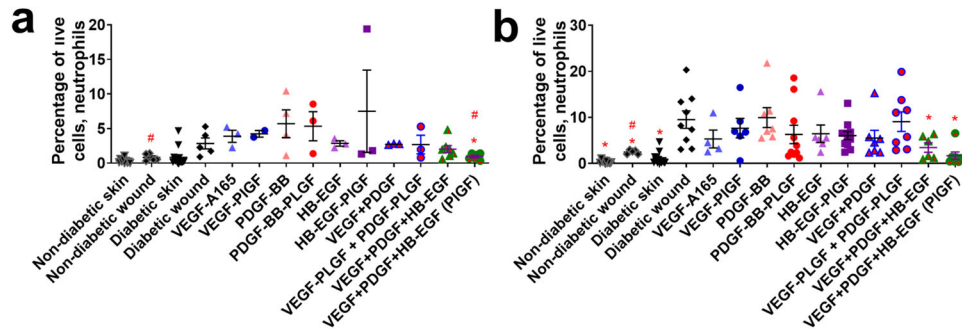 a
Percentage of live
cells, neutrophils
20
15
10
5
0
#
#
*
Non-diabetic skin
Non-diabetic wound
Diabetic skin
Diabetic wound
VEGF-A165
VEGF-PlGF
PDGF-BB
PDGF-BB-PLGF
HB-EGF
HB-EGF-PlGF
VEGF+PDGF
VEGF-PLGF + PDGF-PLGF
VEGF+PDGF+HB-EGF
VEGF+PDGF+HB-EGF (PlGF)
b
Percentage of live
cells, neutrophils
30
20
10
0
*
#
*
*
*
*
Non-diabetic skin
Non-diabetic wound
Diabetic skin
Diabetic wound
VEGF-A165
VEGF-PlGF
PDGF-BB
PDGF-BB-PLGF
HB-EGF
HB-EGF-PlGF
VEGF+PDGF
VEGF-PLGF + PDGF-PLGF
VEGF+PDGF+HB-EGF
VEGF+PDGF+HB-EGF (PlGF)